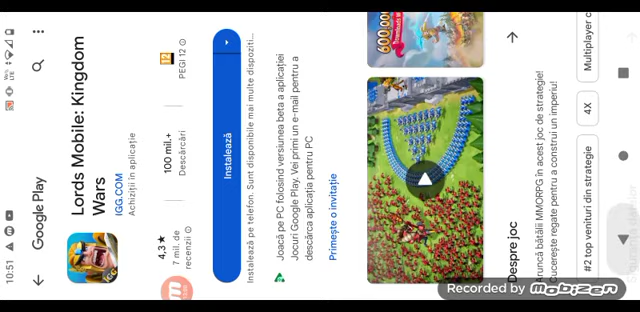 10:51
Google Play
Lords Mobile: Kingdom
Wars
IGG.COM
Achiziții în aplicație
4,3★
7 mil. de
recenzii
100 mil.+
Descărcări
12
PEGI 12
Instalează
Instalează pe telefon. Sunt disponibile mai multe dispoziti...
Joacă pe PC folosind versiunea beta a aplicației
Jocuri Google Play. Vei primi un e-mail pentru a
descărca aplicația pentru PC
Primește o invitație
600.000
Despre joc
Aruncă bătălii MMORPG în acest joc de strategie!
Cucerește regate pentru a construi un imperiu!
#2 top venituri din strategie
4X
Multiplayer c
Recorded by mobizen